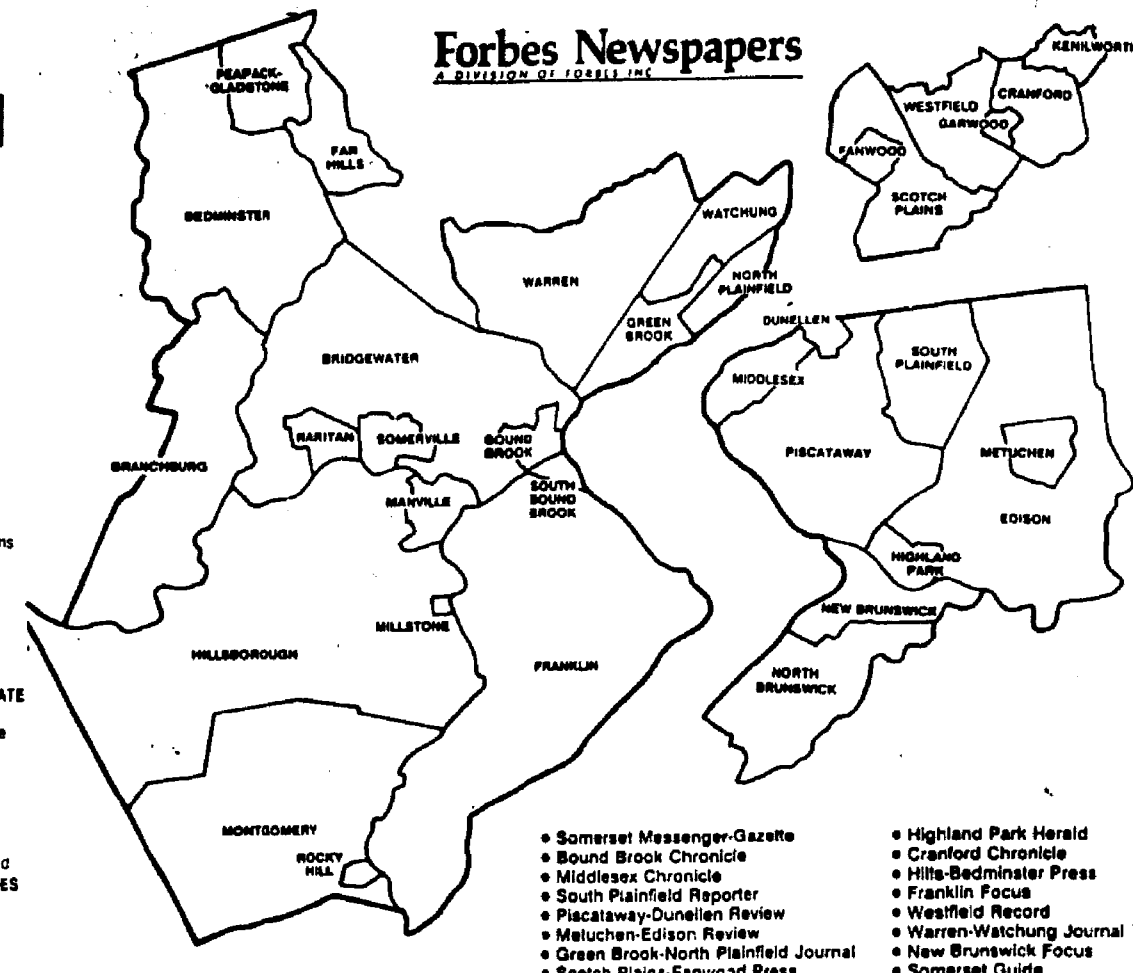 Forbes Newspapers
A DIVISION OF FORBES INC
PEAPACK-
GLADSTONE
FAR
HILLS
BEDMINSTER
WARREN
WATCHUNG
NORTH
PLAINFIELD
GREEN
BROOK
BRIDGEWATER
RARITAN
SOMERVILLE
BOUND
BROOK
SOUTH
BOUND
BROOK
BRANCHBURG
MANVILLE
MILLSTONE
HILLSBOROUGH
FRANKLIN
MONTGOMERY
ROCKY
HILL
KENILWORTH
CRANFORD
WESTFIELD
GARWOOD
FANWOOD
SCOTCH
PLAINS
DUNELLEN
MIDDLESEX
SOUTH
PLAINFIELD
PISCATAWAY
METUCHEN
EDISON
HIGHLAND
PARK
NEW BRUNSWICK
NORTH
BRUNSWICK
ns
ATE
e
d
ES
• Somerset Messenger-Gazette
• Bound Brook Chronicle
• Middlesex Chronicle
• South Plainfield Reporter
• Piscataway-Dunellen Review
• Metuchen-Edison Review
• Green Brook-North Plainfield Journal
• Scotch Plains-Fanwood Press
• Highland Park Herald
• Cranford Chronicle
• Hills-Bedminster Press
• Franklin Focus
• Westfield Record
• Warren-Watchung Journal
• New Brunswick Focus
• Somerset Guide